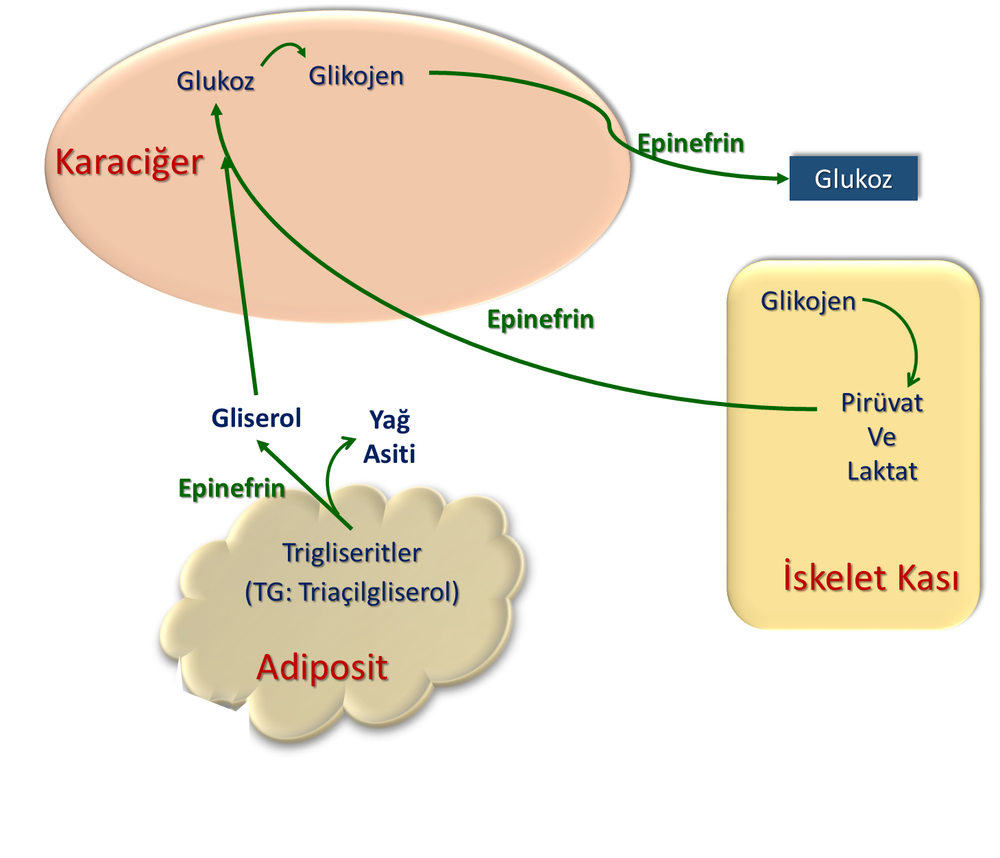 Glukoz
Glikojen
Epinefrin
Karaciğer
Glukoz
Glikojen
Epinefrin
Pirüvat
Ve
Laktat
Gliserol
Yağ
Asiti
Epinefrin
Trigliseritler
(TG: Triaçilgliserol)
İskelet Kası
Adiposit